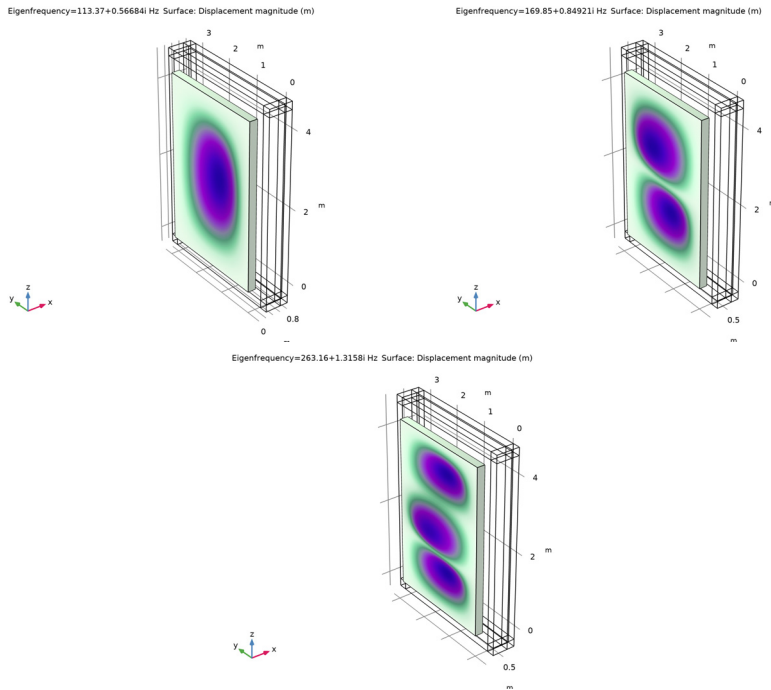 Eigenfrequency=113.37+0.56684i Hz Surface: Displacement magnitude (m)
3
2
m
1
0
4
m
2
0
0.8
0
z
y
x
Eigenfrequency=169.85+0.84921i Hz Surface: Displacement magnitude (m)
3
2
m
1
0
4
2
0
0.5
m
z
y
x
Eigenfrequency=263.16+1.3158i Hz Surface: Displacement magnitude (m)
3
2
m
1
0
4
m
2
0
0.5
z
y
x